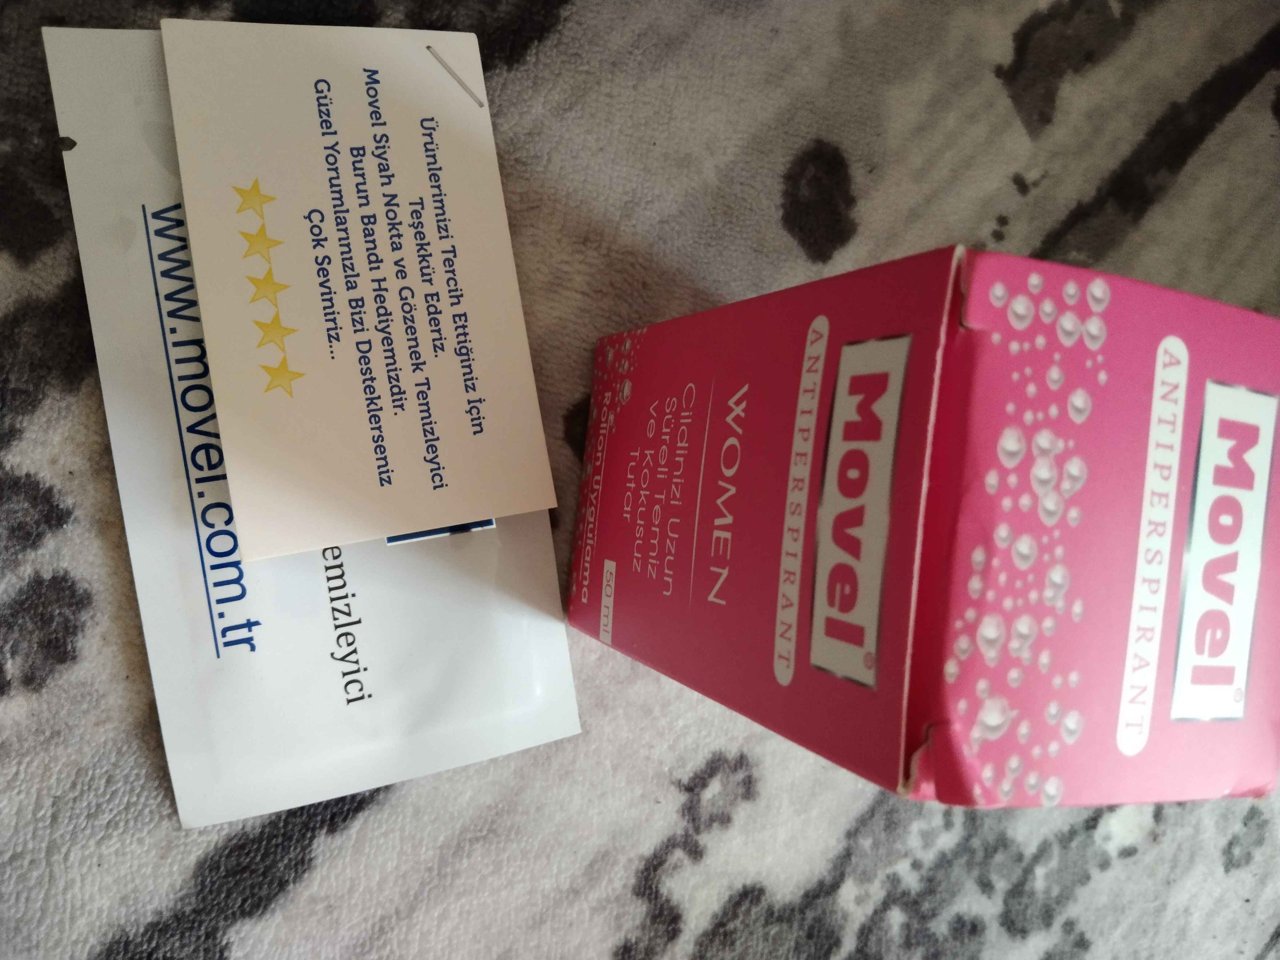 Ürünlerimizi Tercih Ettiğiniz İçin
Teşekkür Ederiz.
Movel Siyah Nokta ve Gözenek Temizleyici
Burun Bandı Hediyemizdir.
Güzel Yorumlarınızla Bizi Desteklerseniz
Çok Seviniriz...
emizleyici
www.movel.com.tr
Movel®
ANTIPERSPIRANT
Movel®
ANTIPERSPIRANT
WOMEN
Cildinizi Uzun
Süreli Temiz
ve Kokusuz
Tutar
Rollon Uygulama
50 ml